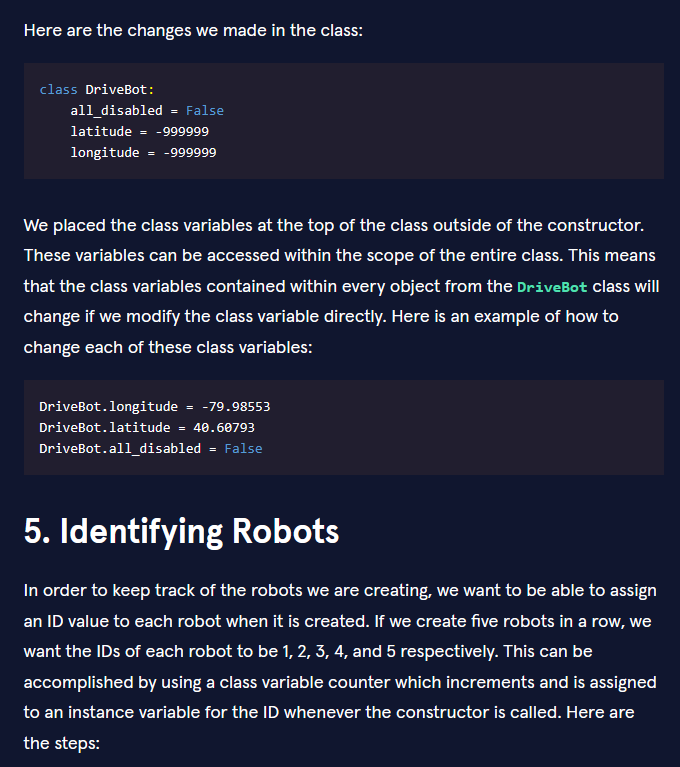 Here are the changes we made in the class:
class DriveBot:
    all_disabled = False
    latitude = -999999
    longitude = -999999
We placed the class variables at the top of the class outside of the constructor.
These variables can be accessed within the scope of the entire class. This means
that the class variables contained within every object from the DriveBot class will
change if we modify the class variable directly. Here is an example of how to
change each of these class variables:
DriveBot.longitude = -79.98553
DriveBot.latitude = 40.60793
DriveBot.all_disabled = False
5. Identifying Robots
In order to keep track of the robots we are creating, we want to be able to assign
an ID value to each robot when it is created. If we create five robots in a row, we
want the IDs of each robot to be 1, 2, 3, 4, and 5 respectively. This can be
accomplished by using a class variable counter which increments and is assigned
to an instance variable for the ID whenever the constructor is called. Here are
the steps: